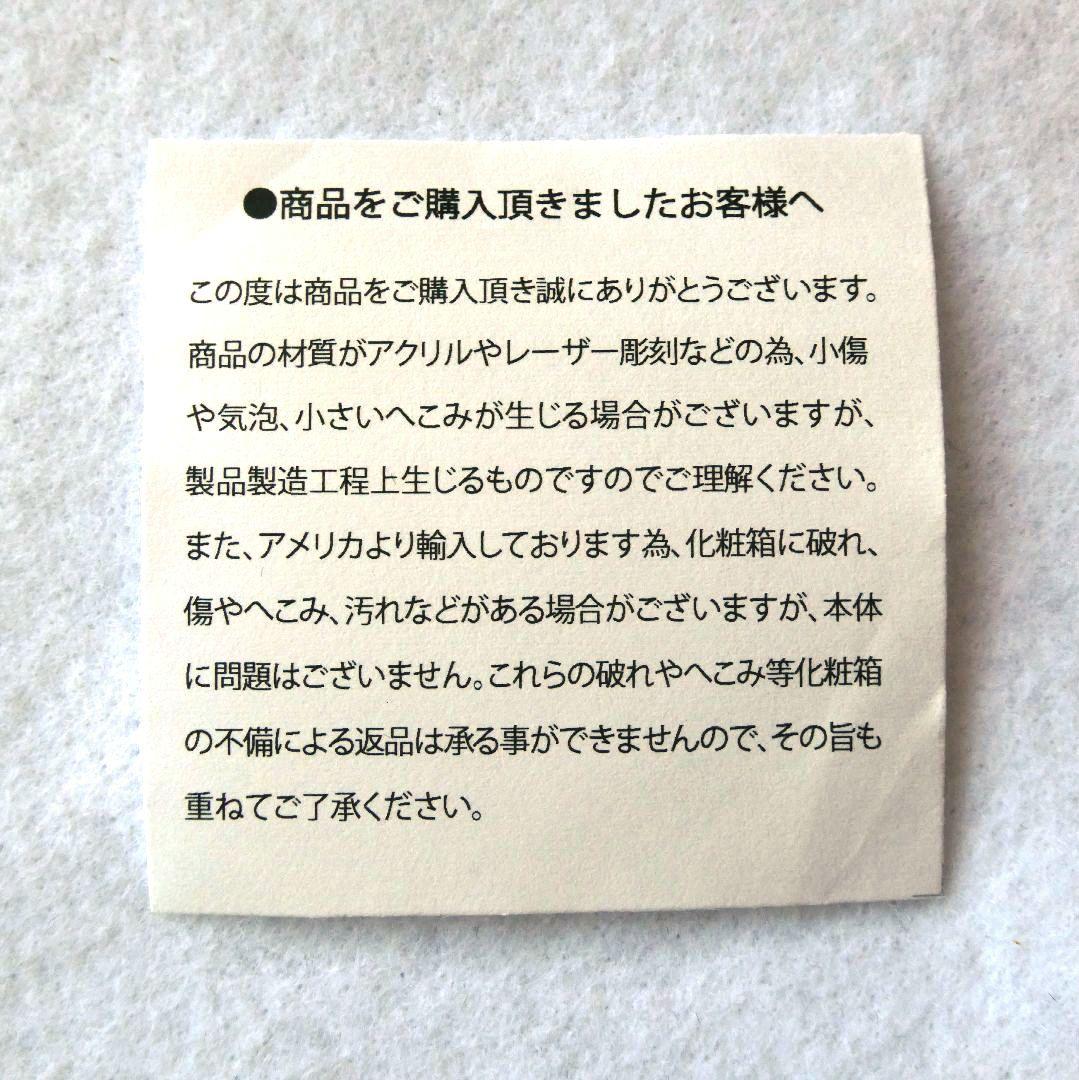 ●商品をご購入頂きましたお客様へ
この度は商品をご購入頂き誠にありがとうございます。
商品の材質がアクリルやレーザー彫刻などの為、小傷
や気泡、小さいへこみが生じる場合がございますが、
製品製造工程上生じるものですのでご理解ください。
また、アメリカより輸入しております為、化粧箱に破れ、
傷やへこみ、汚れなどがある場合がございますが、本体
に問題はございません。これらの破れやへこみ等化粧箱
の不備による返品は承る事ができませんので、その旨も
重ねてご了承ください。